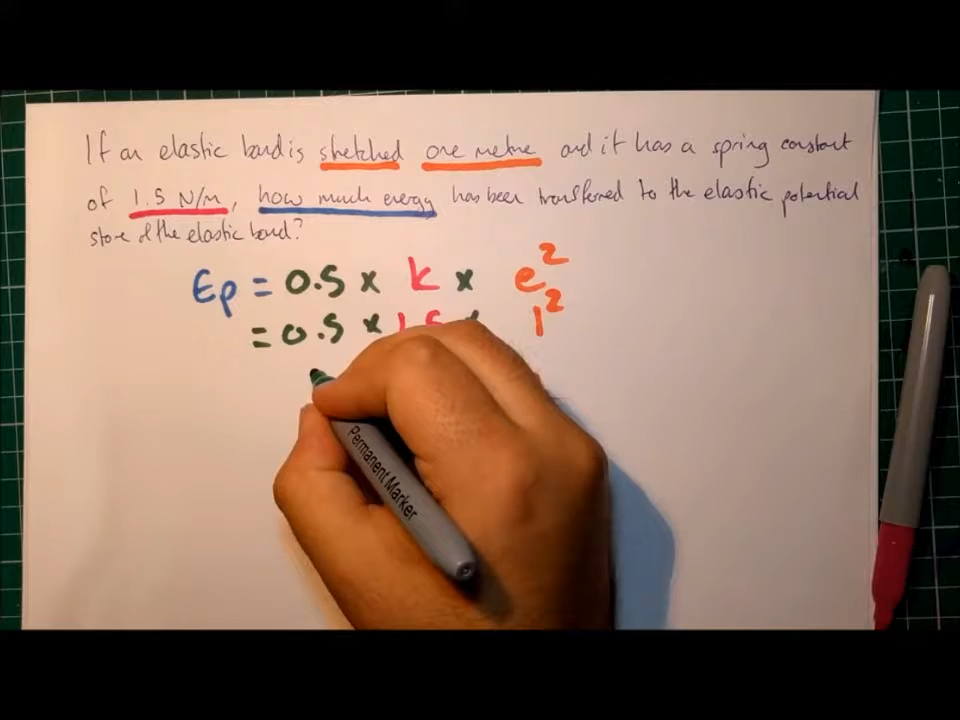 If an elastic band is stretched one metre and it has a spring constant
of 1.5 N/m, how much energy has been transferred to the elastic potential
store of the elastic band?
Ep = 0.5 × k × e²
= 0.5 × 1.5 × 1²
Permanent Marker